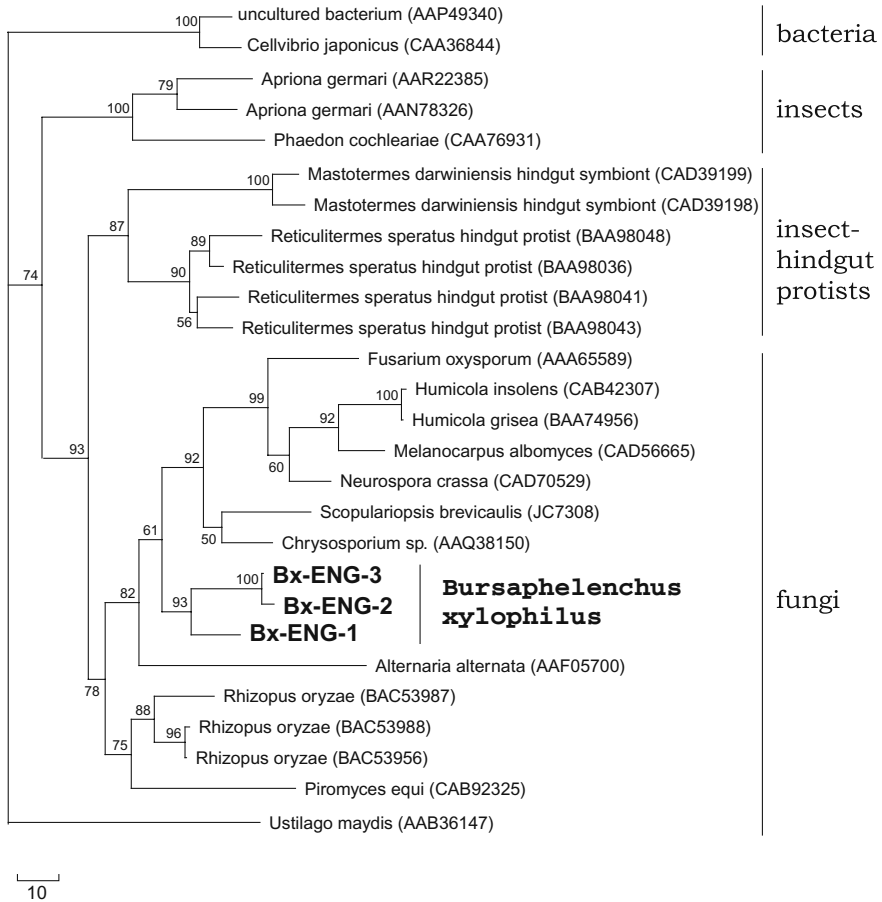 100
uncultured bacterium (AAP49340)
Cellvibrio japonicus (CAA36844)
bacteria
79
100
Apriona germari (AAR22385)
Apriona germari (AAN78326)
Phaedon cochleariae (CAA76931)
insects
100
87
Mastotermes darwiniensis hindgut symbiont (CAD39199)
Mastotermes darwiniensis hindgut symbiont (CAD39198)
89
90
56
Reticulitermes speratus hindgut protist (BAA98048)
Reticulitermes speratus hindgut protist (BAA98036)
Reticulitermes speratus hindgut protist (BAA98041)
Reticulitermes speratus hindgut protist (BAA98043)
insect-
hindgut
protists
74
93
99
100
92
60
92
50
61
Fusarium oxysporum (AAA65589)
Humicola insolens (CAB42307)
Humicola grisea (BAA74956)
Melanocarpus albomyces (CAD56665)
Neurospora crassa (CAD70529)
Scopulariopsis brevicaulis (JC7308)
Chrysosporium sp. (AAQ38150)
100
93
82
Bx-ENG-3
Bx-ENG-2
Bx-ENG-1
Bursaphelenchus
xylophilus
fungi
Alternaria alternata (AAF05700)
78
88
96
75
Rhizopus oryzae (BAC53987)
Rhizopus oryzae (BAC53988)
Rhizopus oryzae (BAC53956)
Piromyces equi (CAB92325)
Ustilago maydis (AAB36147)
10